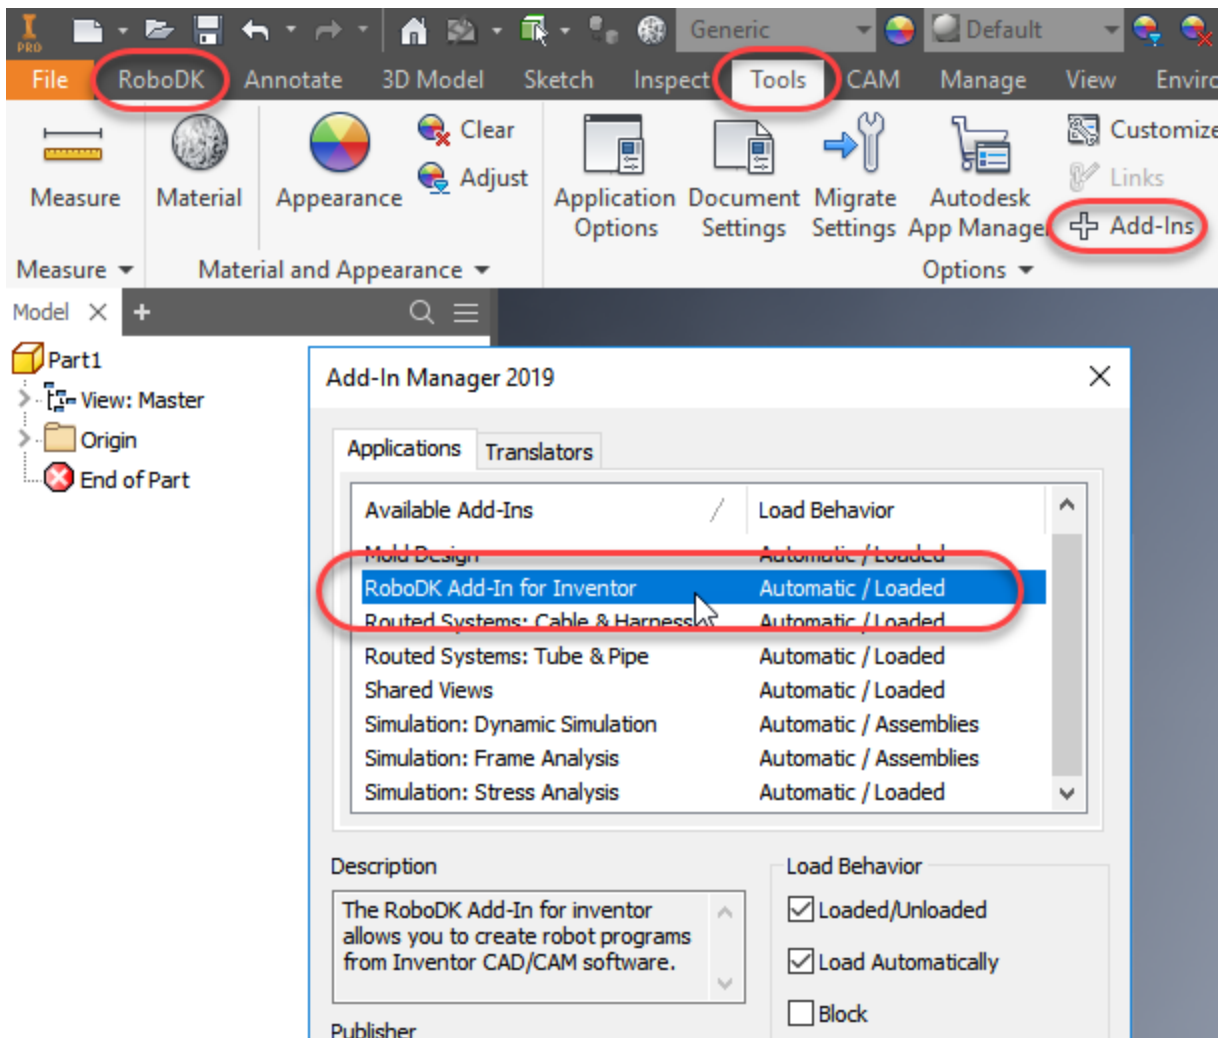 I
PRO
Generic
Default
File RoboDK Annotate 3D Model Sketch Inspect Tools CAM Manage View Enviro
Measure
Material
Appearance
Clear
Adjust
Application
Options
Document
Settings
Migrate
Settings
Autodesk
App Manager
Customize
Links
Add-Ins
Measure
Material and Appearance
Options
Model
Part1
View: Master
Origin
End of Part
Add-In Manager 2019
Applications Translators
Available Add-Ins Load Behavior
Mold Design Automatic / Loaded
RoboDK Add-In for Inventor Automatic / Loaded
Routed Systems: Cable & Harness Automatic / Loaded
Routed Systems: Tube & Pipe Automatic / Loaded
Shared Views Automatic / Loaded
Simulation: Dynamic Simulation Automatic / Assemblies
Simulation: Frame Analysis Automatic / Assemblies
Simulation: Stress Analysis Automatic / Loaded
Description
The RoboDK Add-In for inventor
allows you to create robot programs
from Inventor CAD/CAM software.
Load Behavior
Loaded/Unloaded
Load Automatically
Block
Publisher